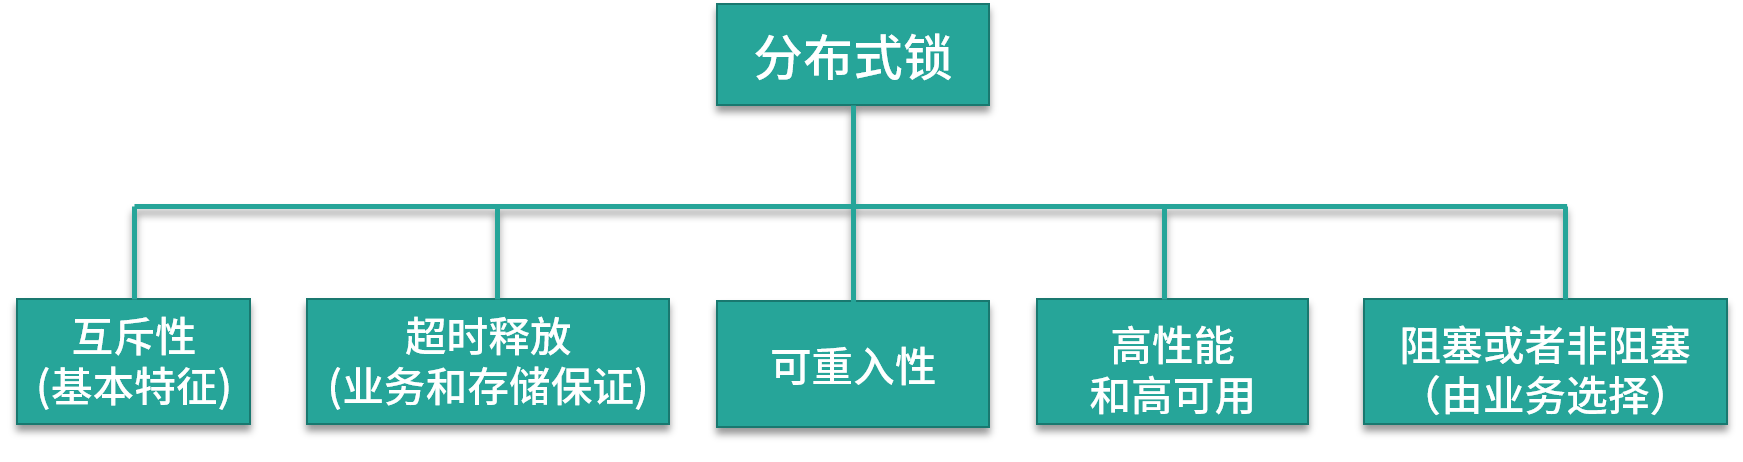 分布式锁
互斥性
(基本特征)
超时释放
(业务和存储保证)
可重入性
高性能
和高可用
阻塞或者非阻塞
（由业务选择）